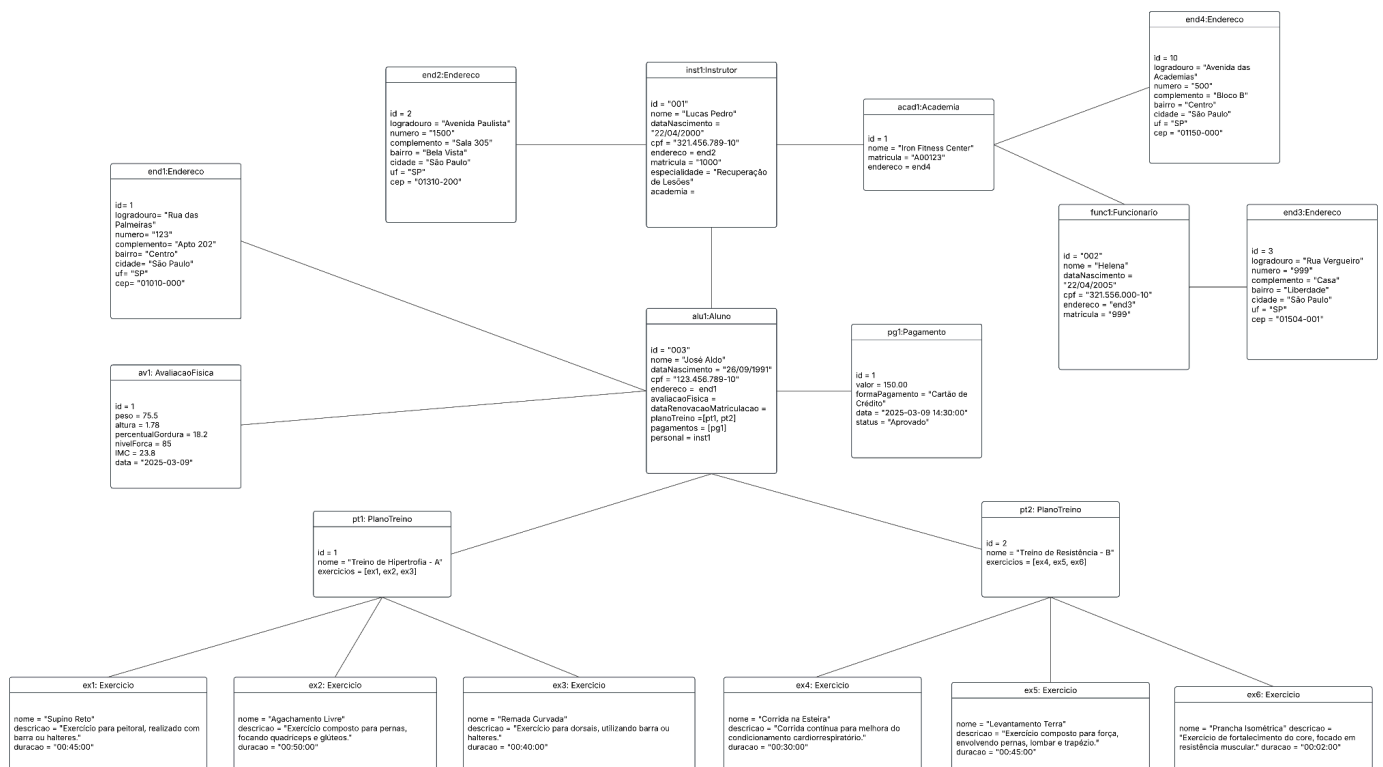 end4:Endereco
id = 10
logradouro = "Avenida das
Academias"
numero = "500"
complemento = "Bloco B"
bairro = "Centro"
cidade = "São Paulo"
uf = "SP"
cep = "01150-000"
inst1:Instrutor
id = "001"
nome = "Lucas Pedro"
dataNascimento =
"22/04/2000"
cpf = "321.456.789-10"
endereco = end2
matricula = "1000"
especialidade = "Recuperação
de Lesões"
academia =
end2:Endereco
id = 2
logradouro = "Avenida Paulista"
numero = "1500"
complemento = "Sala 305"
bairro = "Bela Vista"
cidade = "São Paulo"
uf = "SP"
cep = "01310-200"
acad1:Academia
id = 1
nome = "Iron Fitness Center"
matricula = "A00123"
endereco = end4
end1:Endereco
id= 1
logradouro= "Rua das
Palmeiras"
numero= "123"
complemento= "Apto 202"
bairro= "Centro"
cidade= "São Paulo"
uf= "SP"
cep= "01010-000"
func1:Funcionario
id = "002"
nome = "Helena"
dataNascimento =
"22/04/2005"
cpf = "321.556.000-10"
endereco = "end3"
matricula = "999"
end3:Endereco
id = 3
logradouro = "Rua Vergueiro"
numero = "999"
complemento = "Casa"
bairro = "Liberdade"
cidade = "São Paulo"
uf = "SP"
cep = "01504-001"
alu1:Aluno
id = "003"
nome = "José Aldo"
dataNascimento = "26/09/1991"
cpf = "123.456.789-10"
endereco =  end1
avaliacaoFisica =
dataRenovacaoMatriculacao =
planoTreino =[pt1, pt2]
pagamentos = [pg1]
personal = inst1
pg1:Pagamento
id = 1
valor = 150.00
formaPagamento = "Cartão de
Crédito"
data = "2025-03-09 14:30:00"
status = "Aprovado"
av1: AvaliacaoFisica
id = 1
peso = 75.5
altura = 1.78
percentualGordura = 18.2
nivelForca = 85
IMC = 23.8
data = "2025-03-09"
pt1: PlanoTreino
id = 1
nome = "Treino de Hipertrofia - A"
exercicios = [ex1, ex2, ex3]
pt2: PlanoTreino
id = 2
nome = "Treino de Resistência - B"
exercicios = [ex4, ex5, ex6]
ex1: Exercicio
nome = "Supino Reto"
descricao = "Exercício para peitoral, realizado com
barra ou halteres."
duracao = "00:45:00"
ex2: Exercicio
nome = "Agachamento Livre"
descricao = "Exercício composto para pernas,
focando quadríceps e glúteos."
duracao = "00:50:00"
ex3: Exercicio
nome = "Remada Curvada"
descricao = "Exercício para dorsais, utilizando barra ou
halteres."
duracao = "00:40:00"
ex4: Exercicio
nome = "Corrida na Esteira"
descricao = "Corrida contínua para melhora do
condicionamento cardiorrespiratório."
duracao = "00:30:00"
ex5: Exercicio
nome = "Levantamento Terra"
descricao = "Exercício composto para força,
envolvendo pernas, lombar e trapézio."
duracao = "00:45:00"
ex6: Exercicio
nome = "Prancha Isométrica" descricao =
"Exercício de fortalecimento do core, focado em
resistência muscular." duracao = "00:02:00"